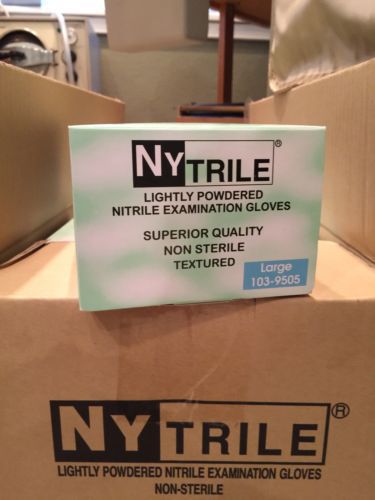 NYTRILE®
LIGHTLY POWDERED
NITRILE EXAMINATION GLOVES
SUPERIOR QUALITY
NON STERILE
TEXTURED
Large
103-9505
NYTRILE®
LIGHTLY POWDERED NITRILE EXAMINATION GLOVES
NON-STERILE